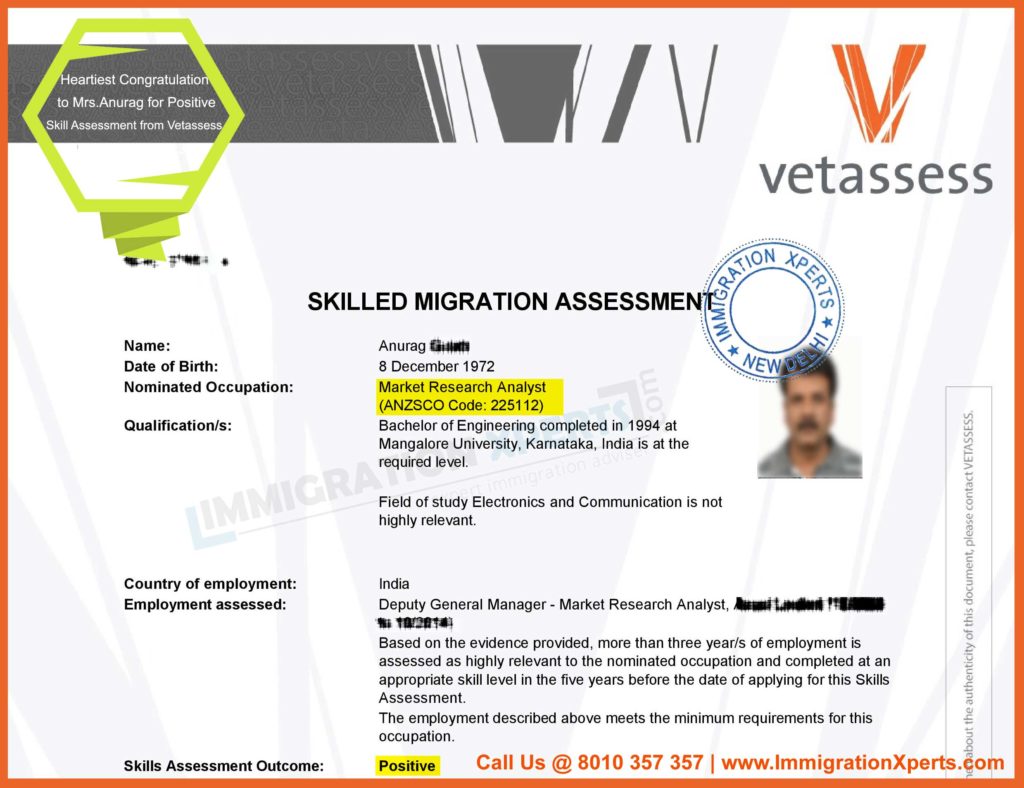 Heartiest Congratulation
to Mrs.Anurag for Positive
Skill Assessment from Vetassess
vetassess
IMMIGRATION XPERTS
NEW DELHI
SKILLED MIGRATION ASSESSMENT
Name: Anurag
Date of Birth: 8 December 1972
Nominated Occupation: Market Research Analyst
(ANZSCO Code: 225112)
Qualification/s: Bachelor of Engineering completed in 1994 at
Mangalore University, Karnataka, India is at the
required level.
IMMIGRATION XPERTS.com
expert immigration adviser
Field of study Electronics and Communication is not
highly relevant.
Country of employment: India
Employment assessed: Deputy General Manager - Market Research Analyst,
Based on the evidence provided, more than three year/s of employment is
assessed as highly relevant to the nominated occupation and completed at an
appropriate skill level in the five years before the date of applying for this Skills
Assessment.
The employment described above meets the minimum requirements for this
occupation.
Skills Assessment Outcome: Positive
about the authenticity of this document, please contact VETASSESS.
Call Us @ 8010 357 357 | www.ImmigrationXperts.com